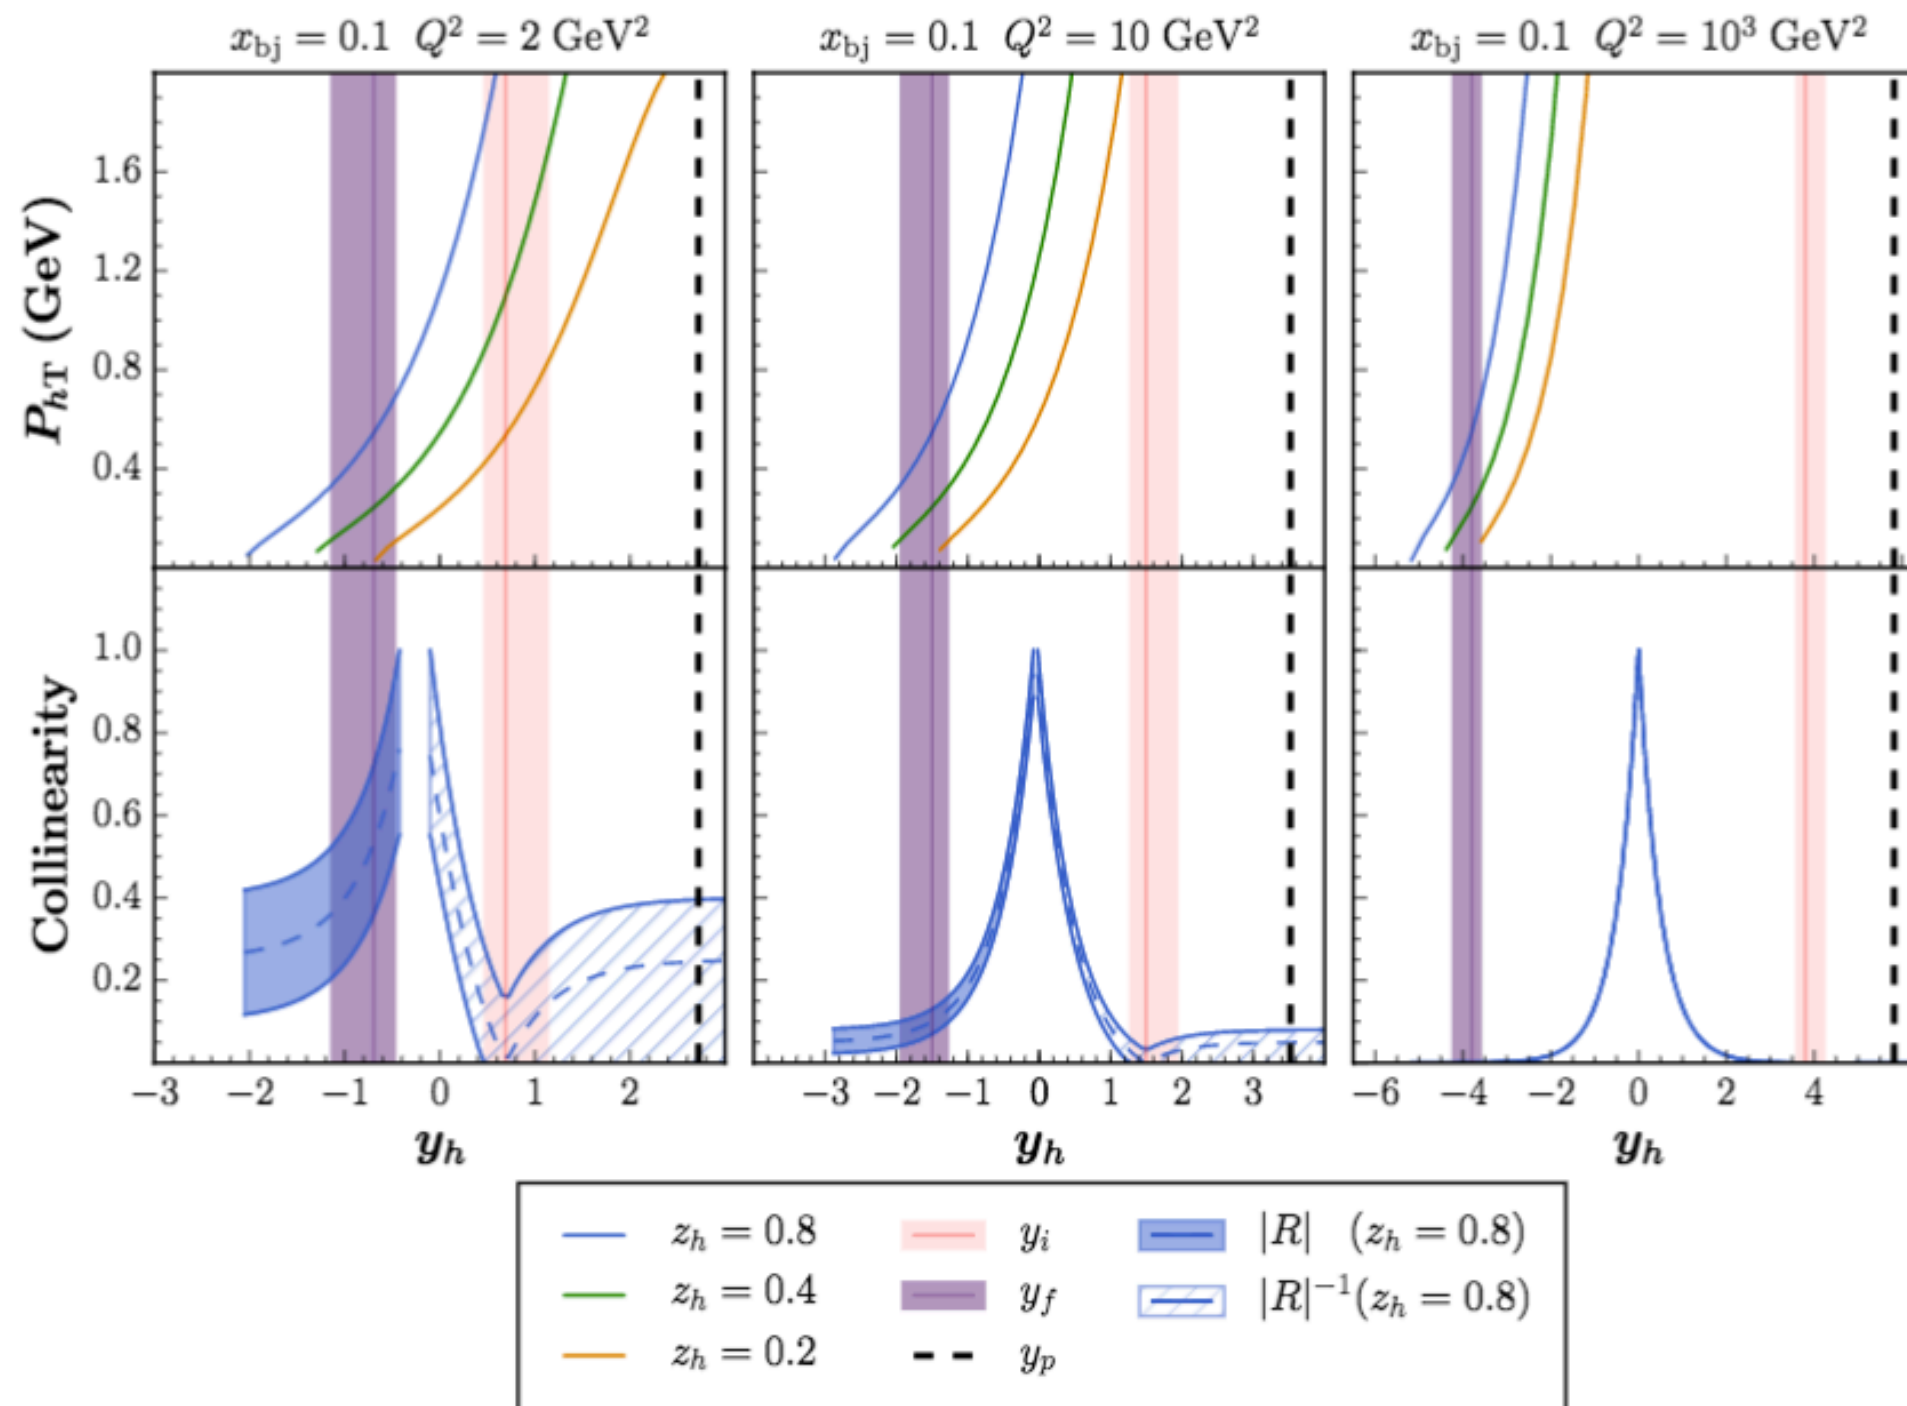 x_bj = 0.1 Q² = 2 GeV²
x_bj = 0.1 Q² = 10 GeV²
x_bj = 0.1 Q² = 10³ GeV²
P_hT (GeV)
1.6
1.2
0.8
0.4
Collinearity
1.0
0.8
0.6
0.4
0.2
−3 −2 −1 0 1 2
−3 −2 −1 0 1 2 3
−6 −4 −2 0 2 4
y_h
y_h
y_h
z_h = 0.8
z_h = 0.4
z_h = 0.2
y_i
y_f
y_p
|R| (z_h = 0.8)
|R|⁻¹(z_h = 0.8)